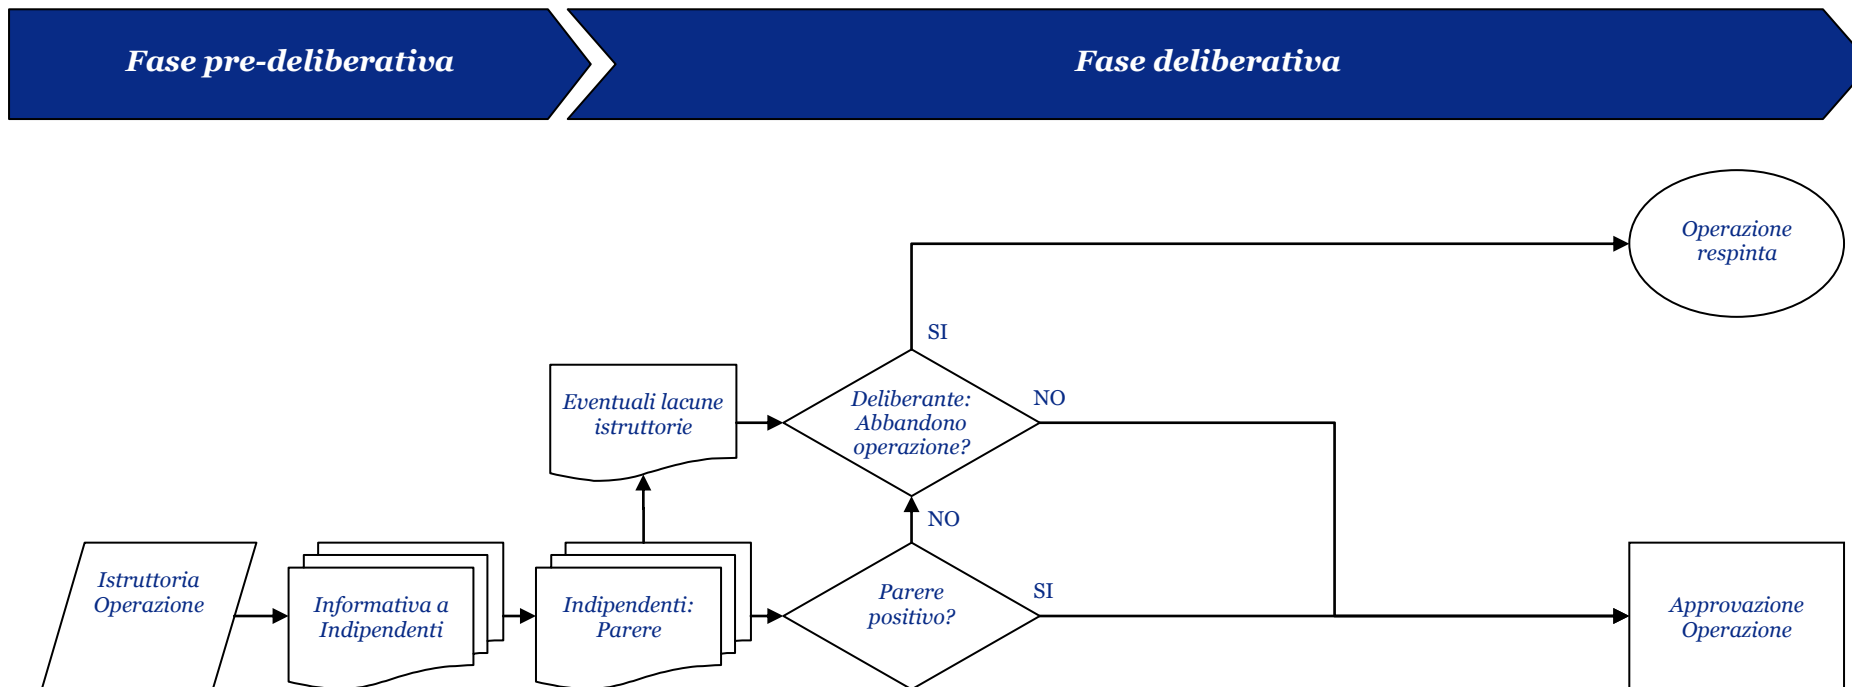 Fase pre-deliberativa
Fase deliberativa
Operazione
respinta
SI
Eventuali lacune
istruttorie
Deliberante:
Abbandono
operazione?
NO
NO
Istruttoria
Operazione
Informativa a
Indipendenti
Indipendenti:
Parere
Parere
positivo?
SI
Approvazione
Operazione